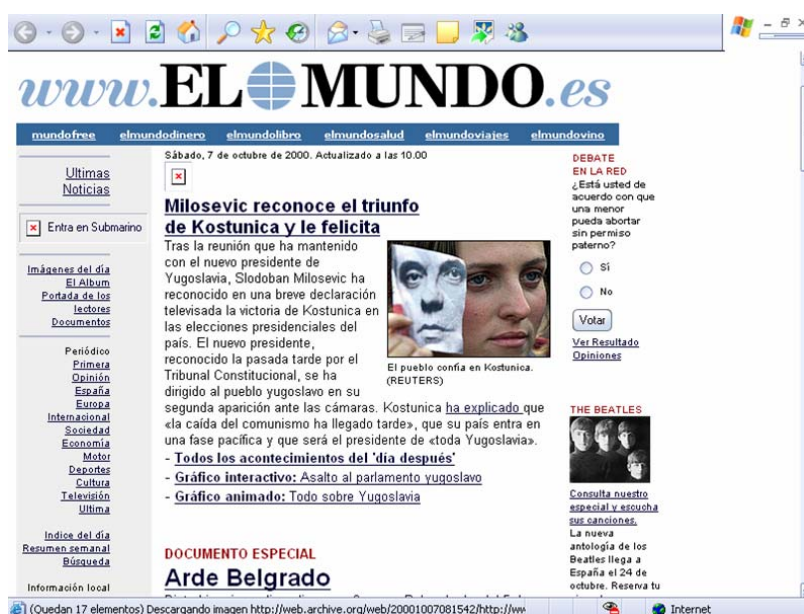 www.EL MUNDO.es
mundofree elmundodinero elmundolibro elmundosalud elmundoviajes elmundovino
Ultimas
Noticias
Entra en Submarino
Imágenes del día
El Album
Portada de los
lectores
Documentos
Periódico
Primera
Opinión
España
Europa
Internacional
Sociedad
Economía
Motor
Deportes
Cultura
Televisión
Ultima
Indice del día
Resumen semanal
Búsqueda
Información local
Sábado, 7 de octubre de 2000. Actualizado a las 10.00
Milosevic reconoce el triunfo
de Kostunica y le felicita
Tras la reunión que ha mantenido
con el nuevo presidente de
Yugoslavia, Slodoban Milosevic ha
reconocido en una breve declaración
televisada la victoria de Kostunica en
las elecciones presidenciales del
país. El nuevo presidente,
reconocido la pasada tarde por el
Tribunal Constitucional, se ha
dirigido al pueblo yugoslavo en su
segunda aparición ante las cámaras. Kostunica ha explicado que
«la caída del comunismo ha llegado tarde», que su país entra en
una fase pacífica y que será el presidente de «toda Yugoslavia».
El pueblo confía en Kostunica.
(REUTERS)
- Todos los acontecimientos del 'día después'
- Gráfico interactivo: Asalto al parlamento yugoslavo
- Gráfico animado: Todo sobre Yugoslavia
DOCUMENTO ESPECIAL
Arde Belgrado
DEBATE
EN LA RED
¿Está usted de
acuerdo con que
una menor
pueda abortar
sin permiso
paterno?
Sí
No
Votar
Ver Resultado
Opiniones
THE BEATLES
Consulta nuestro
especial y escucha
sus canciones.
La nueva
antología de los
Beatles llega a
España el 24 de
octubre. Reserva tu
(Quedan 17 elementos) Descargando imagen http://web.archive.org/web/20001007081542/http://ww
Internet